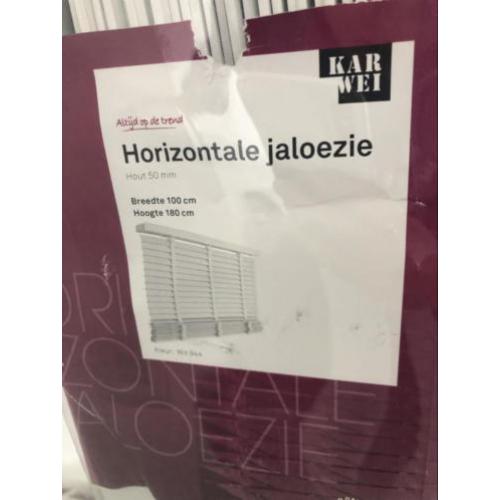 KAR
WEI
Altijd op de trend
Horizontale jaloezie
Hout 50 mm
Breedte 100 cm
Hoogte 180 cm
Kleur:
ORI
ZONTALE
ALOEZIE